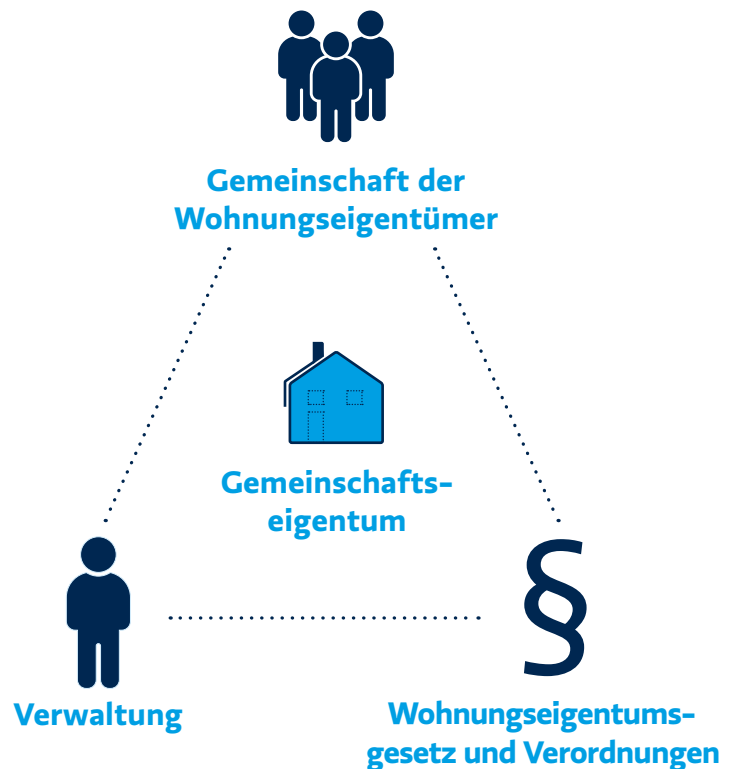 Gemeinschaft der
Wohnungseigentümer
Gemeinschafts-
eigentum
§
Verwaltung
Wohnungseigentums-
gesetz und Verordnungen